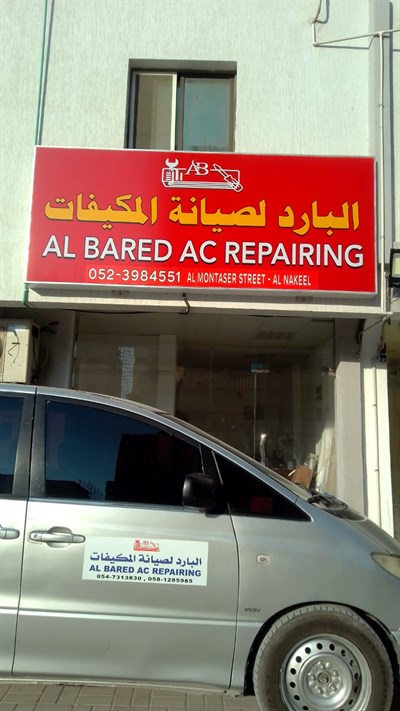 AB
البارد لصيانة المكيفات
AL BARED AC REPAIRING
052-3984551 AL MONTASER STREET - AL NAKEEL
البارد لصيانة المكيفات
AL BARED AC REPAIRING
054-7313830 , 058-1285985